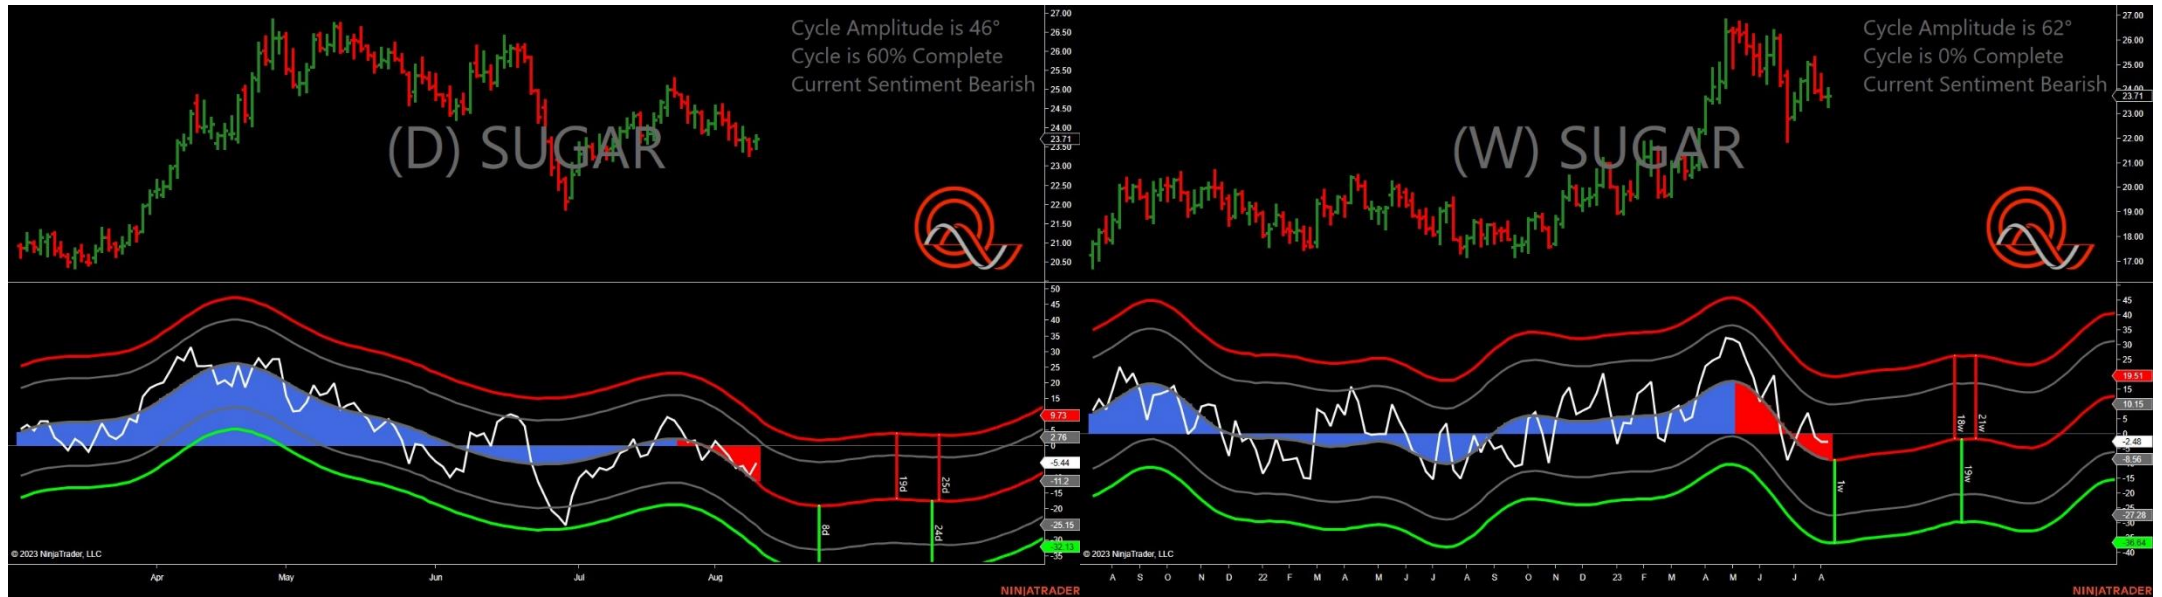 Cycle Amplitude is 46°
Cycle is 60% Complete
Current Sentiment Bearish
(D) SUGAR
27.00
26.50
26.00
25.50
25.00
24.50
24.00
23.71
23.50
23.00
22.50
22.00
21.50
21.00
20.50
50
45
40
35
30
25
20
15
9.73
5
2.76
0
-5.44
-11.2
-15
-20
-25.15
-32.13
-35
19d
25d
8d
24d
© 2023 NinjaTrader, LLC
Apr May Jun Jul Aug
NINJATRADER
Cycle Amplitude is 62°
Cycle is 0% Complete
Current Sentiment Bearish
(W) SUGAR
27.00
26.00
25.00
24.00
23.71
23.00
22.00
21.00
20.00
19.00
18.00
17.00
45
40
35
30
25
19.51
15
10.15
5
0
-2.48
-8.56
-15
-20
-27.28
-30
-36.64
-40
18w
21w
1w
19w
© 2023 NinjaTrader, LLC
A S O N D 22 F M A M J J A S O N D 23 F M A M J J A
NINJATRADER